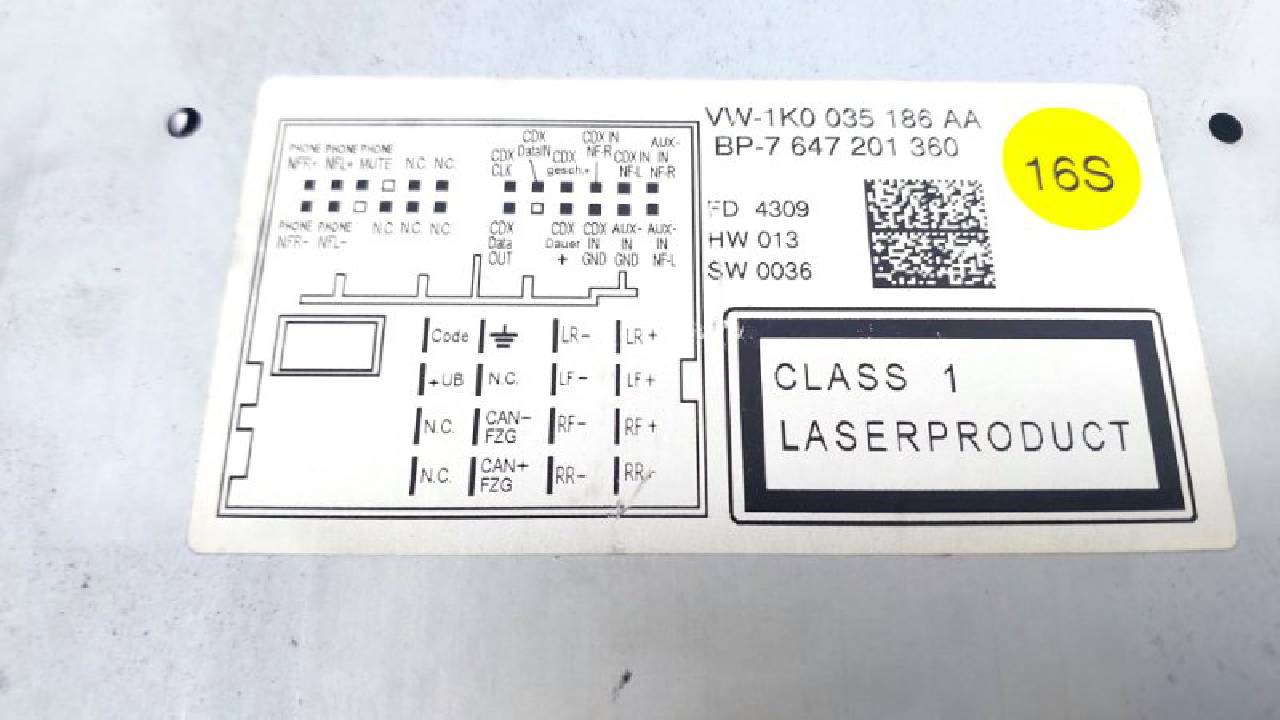 VW-1K0 035 186 AA
BP-7 647 201 360
16S
FD 4309
HW 013
SW 0036
PHONE PHONE PHONE
NFR+ NFL+ MUTE N.C. N.C.
PHONE PHONE
NFR- NFL- N.C. N.C. N.C.
CDX CLK
CDX DataIN
CDX gesch.+
CDX IN NF-R
CDX IN NF-L
AUX-IN NF-R
CDX Data OUT
CDX Dauer +
CDX IN GND
AUX-IN GND
AUX-IN NF-L
Code LR- LR+
+UB N.C. LF- LF+
N.C. CAN- FZG RF- RF+
N.C. CAN+ FZG RR- RR+
CLASS 1
LASERPRODUCT